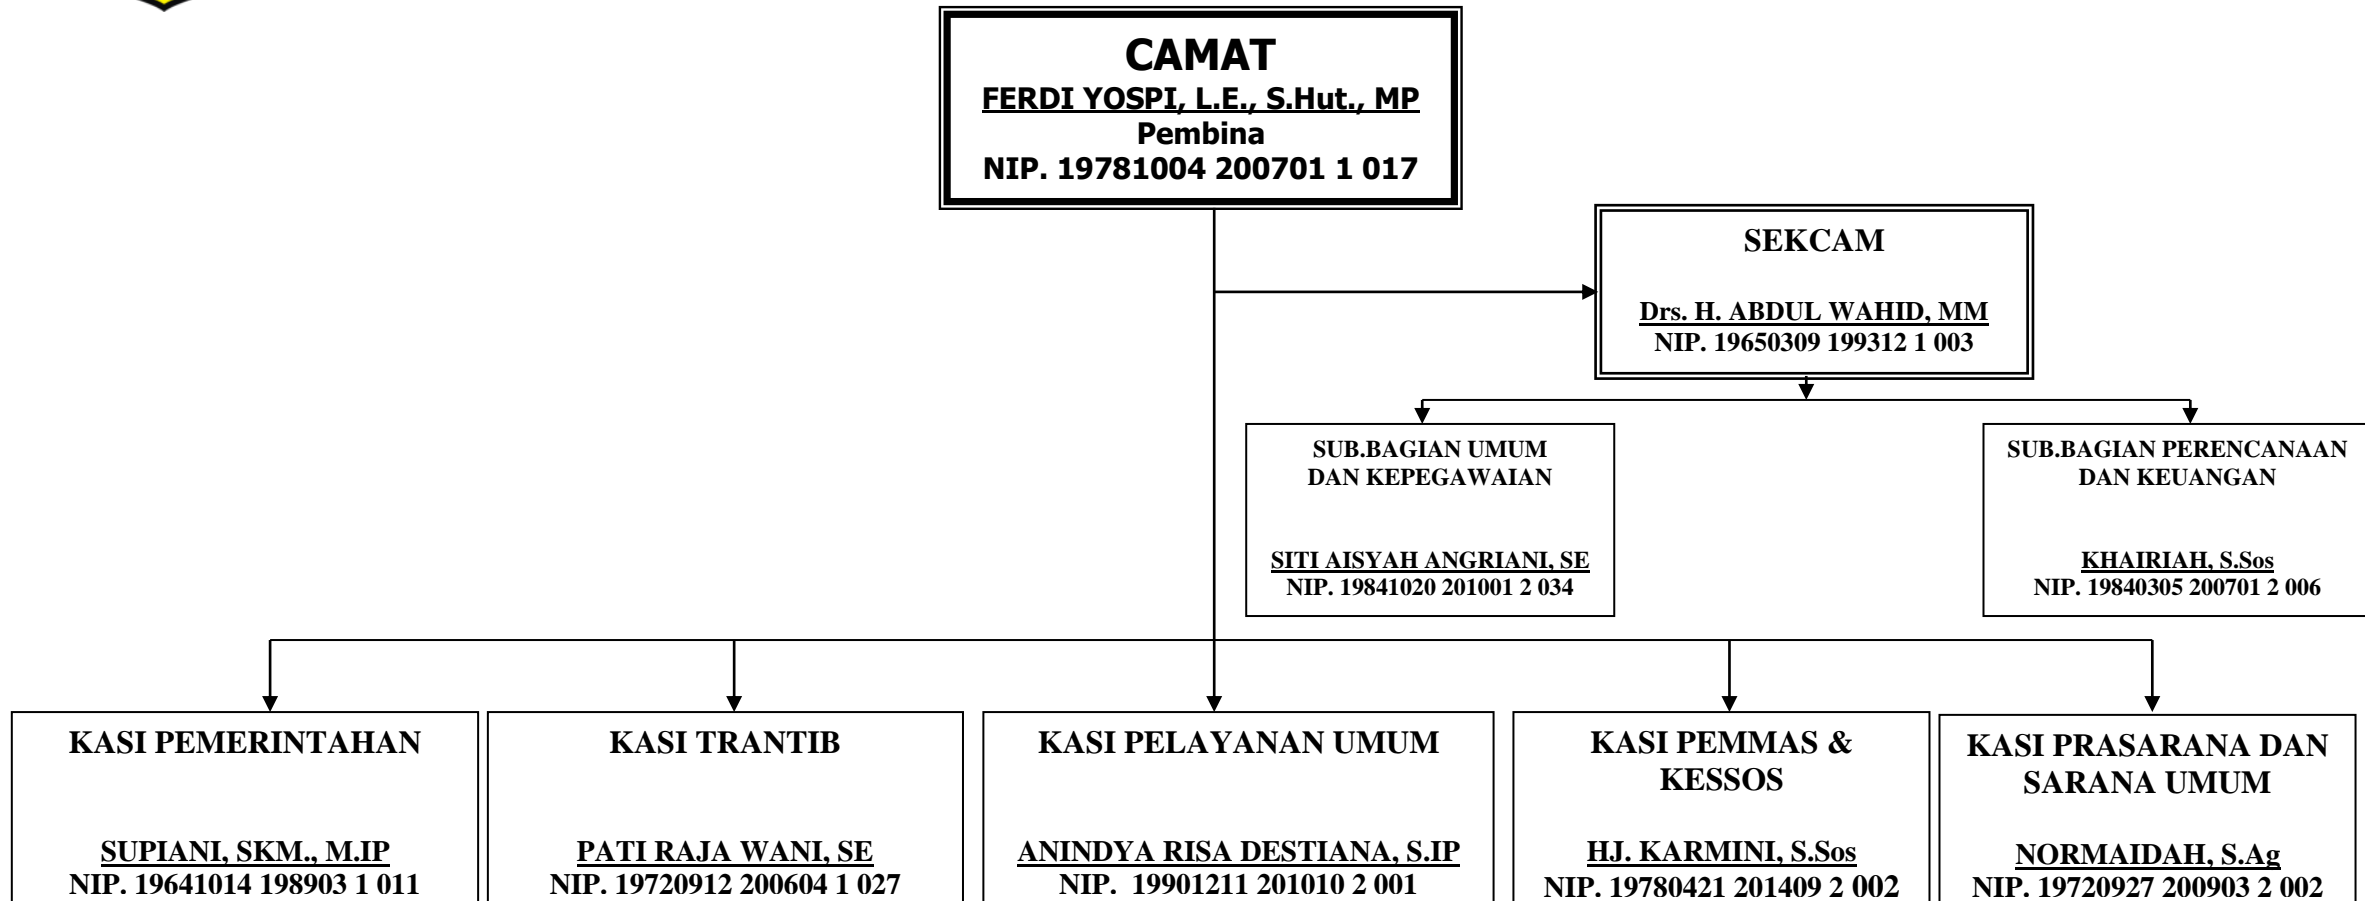 CAMAT
FERDI YOSPI, L.E., S.Hut., MP
Pembina
NIP. 19781004 200701 1 017
SEKCAM
Drs. H. ABDUL WAHID, MM
NIP. 19650309 199312 1 003
SUB.BAGIAN UMUM
DAN KEPEGAWAIAN
SITI AISYAH ANGRIANI, SE
NIP. 19841020 201001 2 034
SUB.BAGIAN PERENCANAAN
DAN KEUANGAN
KHAIRIAH, S.Sos
NIP. 19840305 200701 2 006
KASI PEMERINTAHAN
SUPIANI, SKM., M.IP
NIP. 19641014 198903 1 011
KASI TRANTIB
PATI RAJA WANI, SE
NIP. 19720912 200604 1 027
KASI PELAYANAN UMUM
ANINDYA RISA DESTIANA, S.IP
NIP. 19901211 201010 2 001
KASI PEMMAS &
KESSOS
HJ. KARMINI, S.Sos
NIP. 19780421 201409 2 002
KASI PRASARANA DAN
SARANA UMUM
NORMAIDAH, S.Ag
NIP. 19720927 200903 2 002